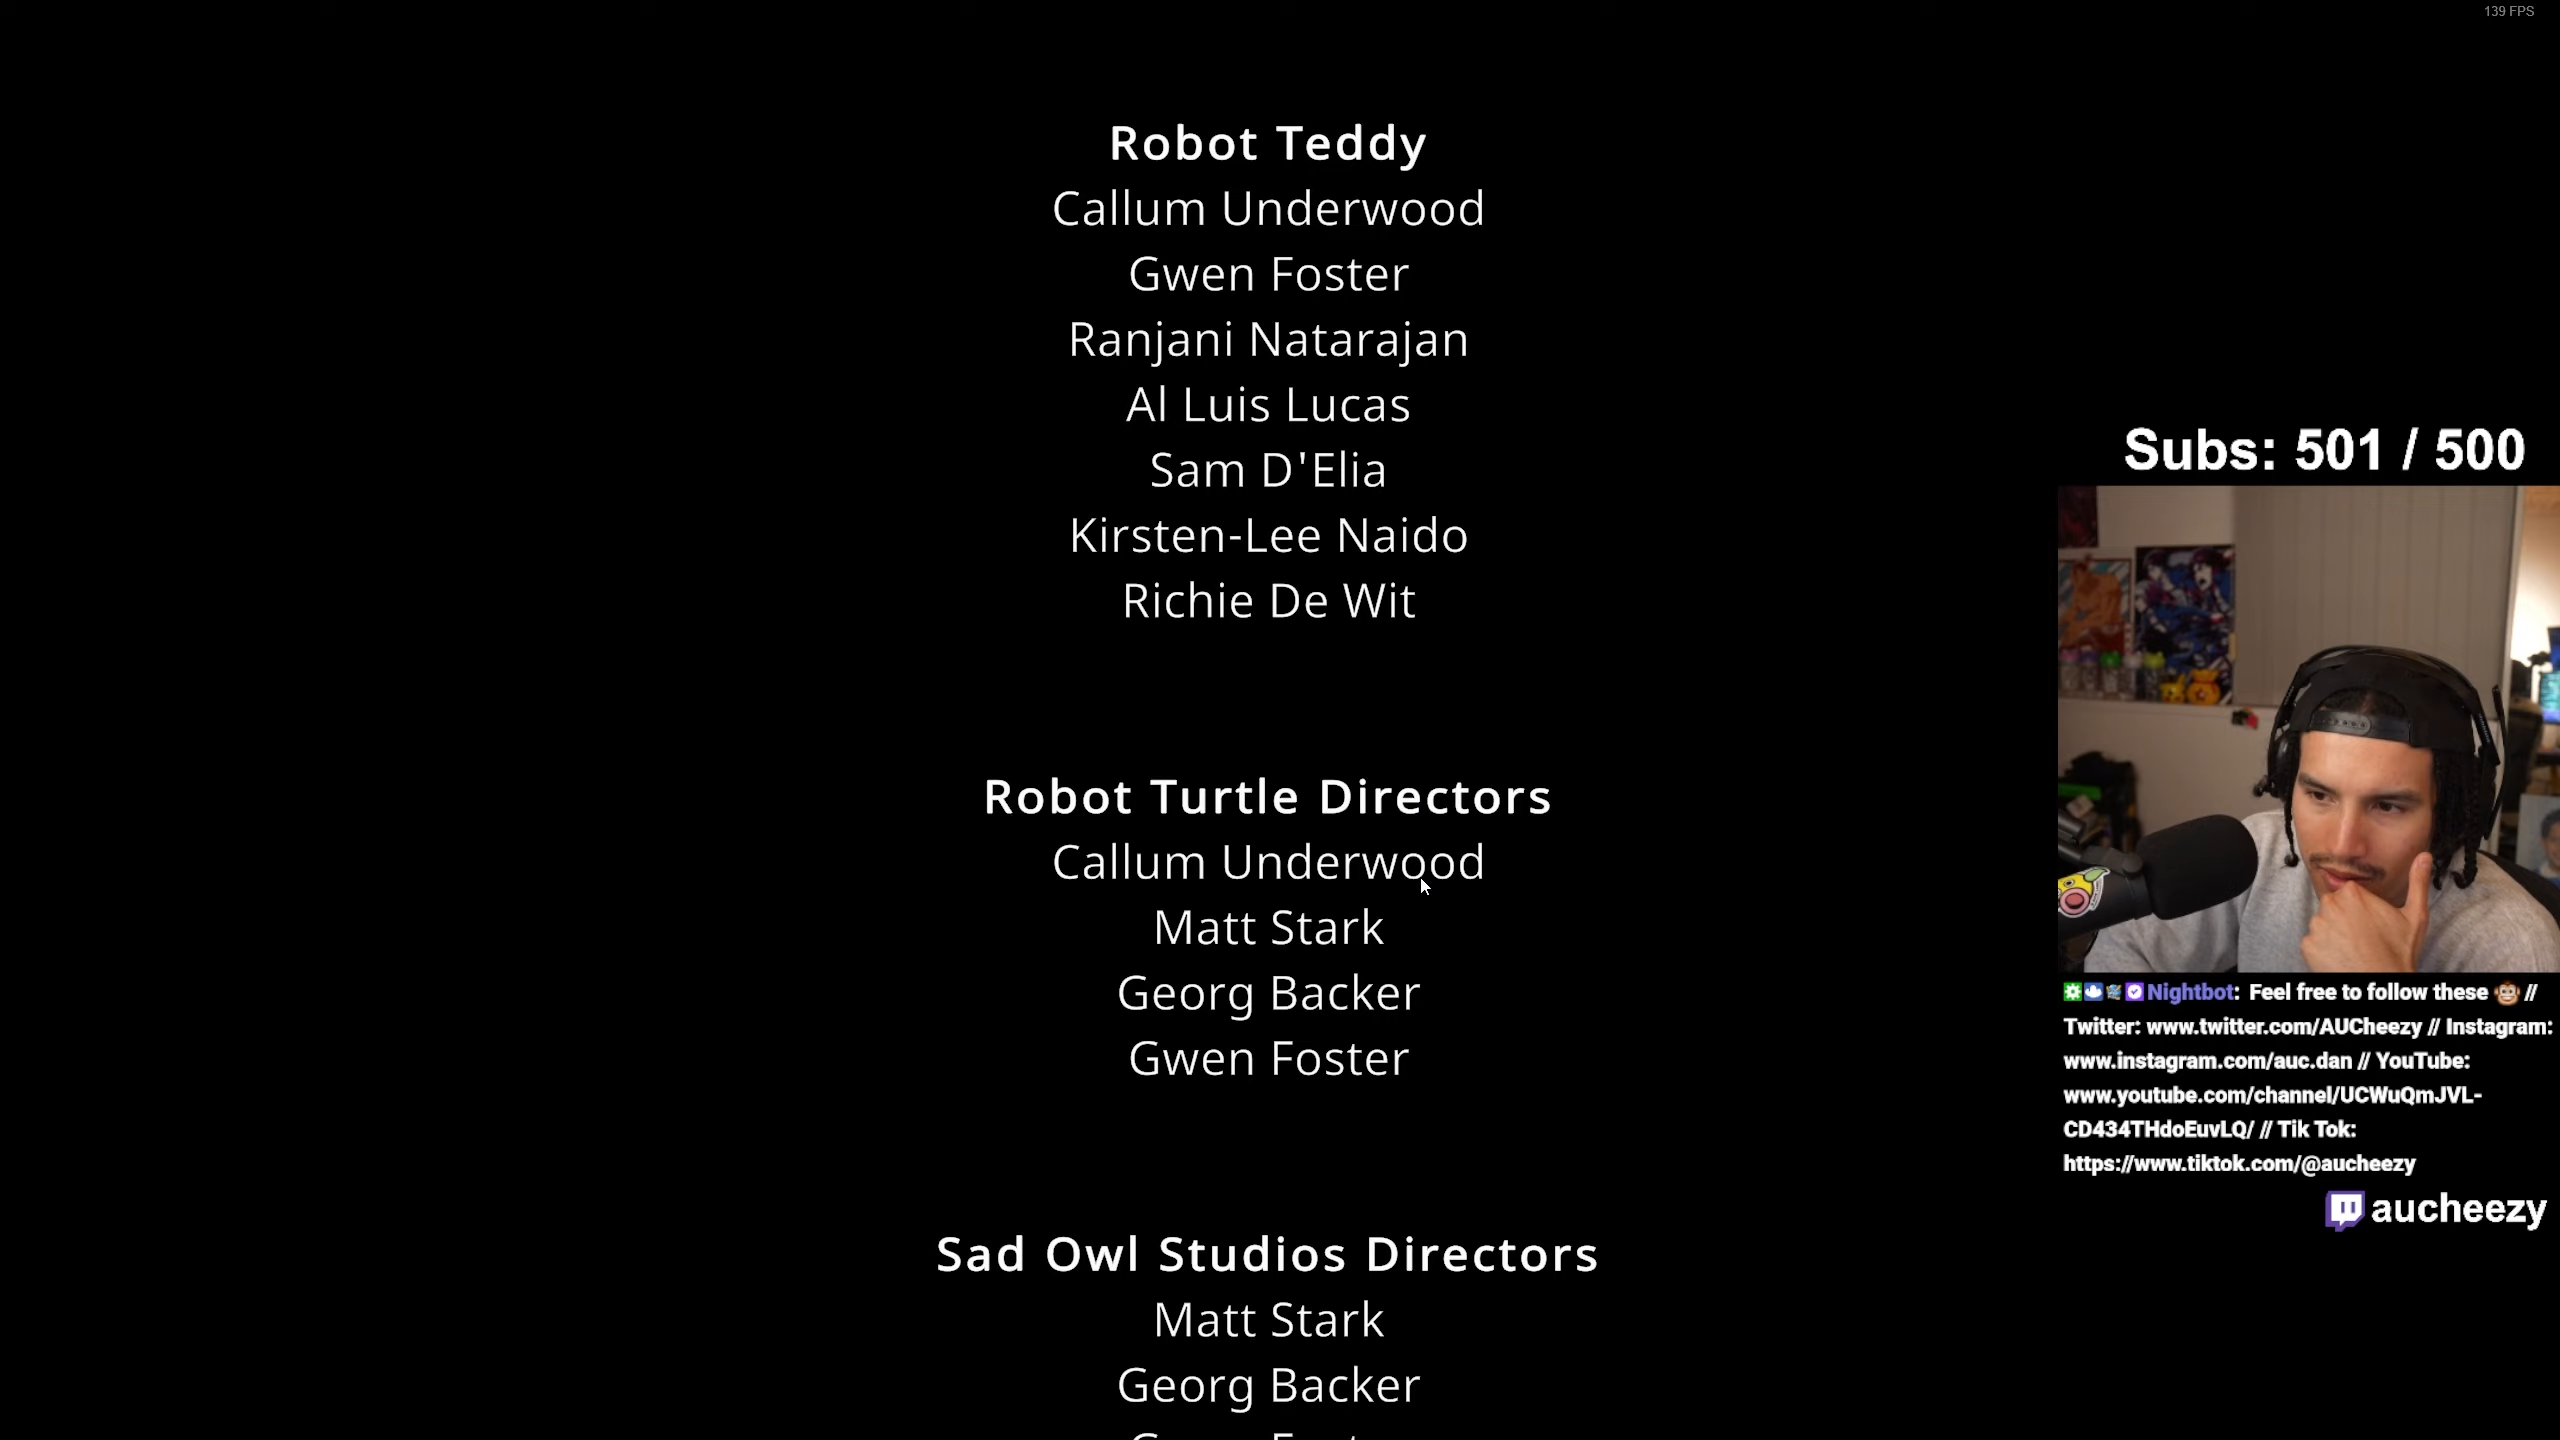 139 FPS
Robot Teddy
Callum Underwood
Gwen Foster
Ranjani Natarajan
Al Luis Lucas
Sam D'Elia
Kirsten-Lee Naido
Richie De Wit
Robot Turtle Directors
Callum Underwood
Matt Stark
Georg Backer
Gwen Foster
Sad Owl Studios Directors
Matt Stark
Georg Backer
Subs: 501 / 500
Nightbot: Feel free to follow these 🐵 //
Twitter: www.twitter.com/AUCheezy // Instagram:
www.instagram.com/auc.dan // YouTube:
www.youtube.com/channel/UCWuQmJVL-
CD434THdoEuvLQ/ // Tik Tok:
https://www.tiktok.com/@aucheezy
aucheezy